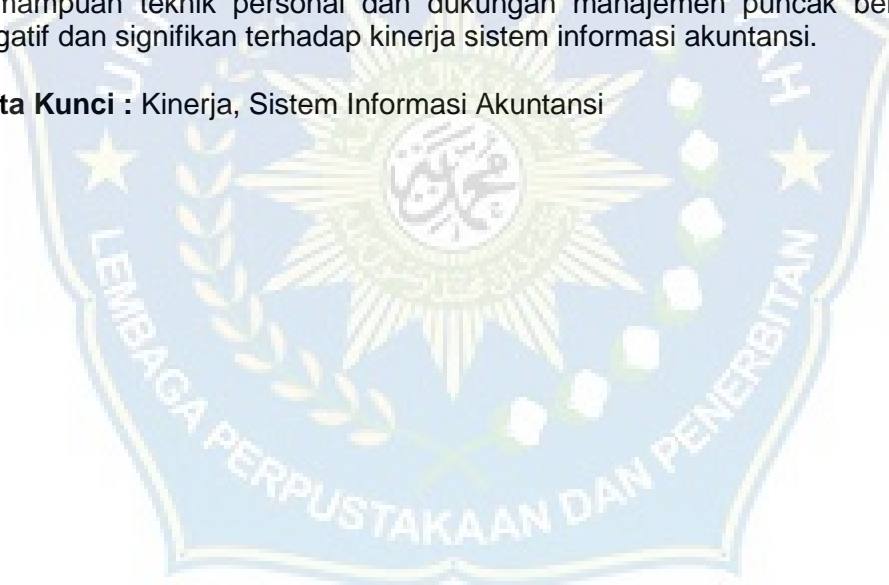 mampuan teknik personal dan dukungan manajemen puncak be
gatif dan signifikan terhadap kinerja sistem informasi akuntansi.
ta Kunci : Kinerja, Sistem Informasi Akuntansi
محمد
LEMBAGA PERPUSTAKAAN DAN PENERBITAN